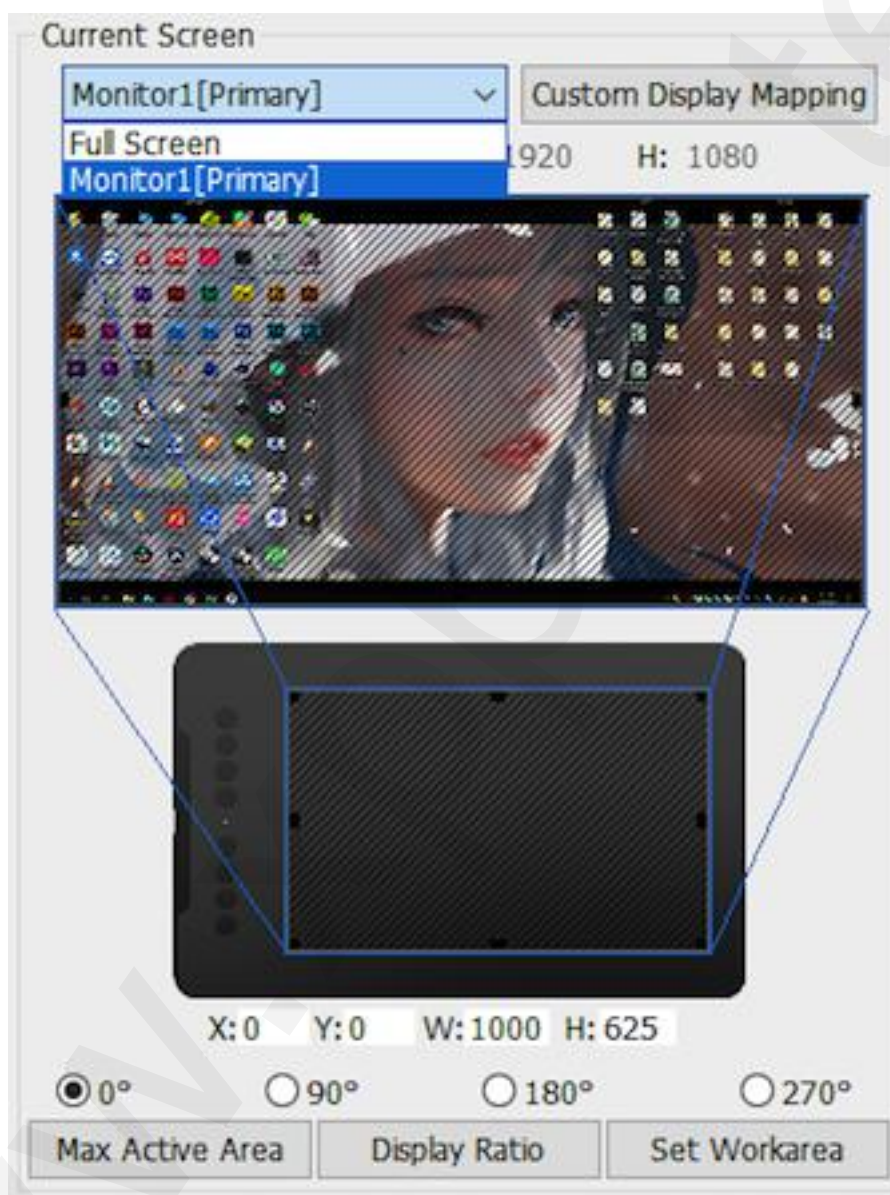 Current Screen
Monitor1[Primary] Custom Display Mapping
Full Screen 1920 H: 1080
Monitor1[Primary]
X: 0 Y: 0 W: 1000 H: 625
0° 90° 180° 270°
Max Active Area Display Ratio Set Workarea